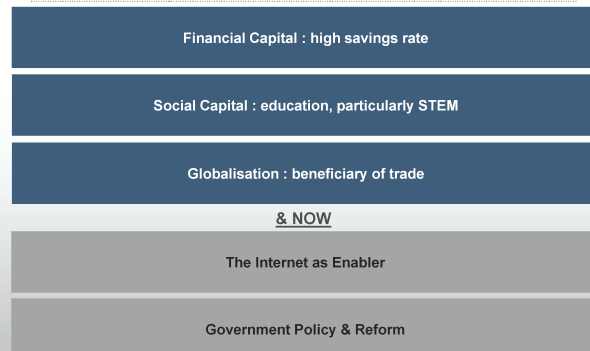 Financial Capital : high savings rate
Social Capital : education, particularly STEM
Globalisation : beneficiary of trade
& NOW
The Internet as Enabler
Government Policy & Reform